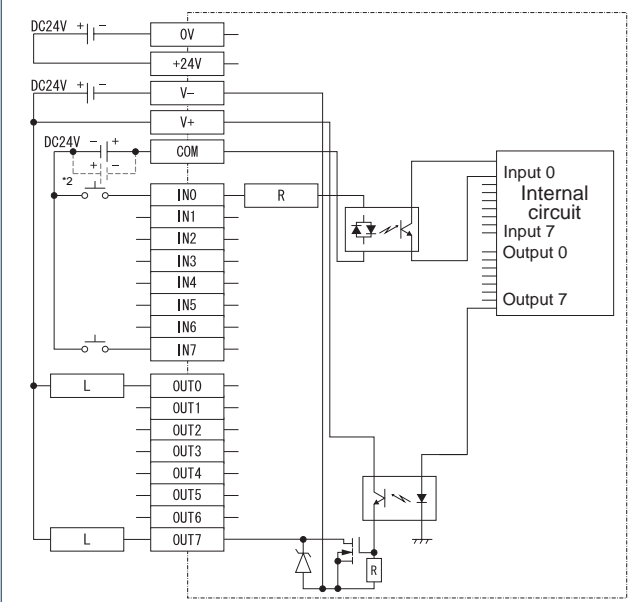 DC24V + −
0V
+24V
DC24V + −
V−
V+
DC24V − +
+ −
COM
*2
IN0
R
IN1
IN2
IN3
IN4
IN5
IN6
IN7
Input 0
Internal
circuit
Input 7
Output 0
Output 7
L
OUT0
OUT1
OUT2
OUT3
OUT4
OUT5
OUT6
L
OUT7
R